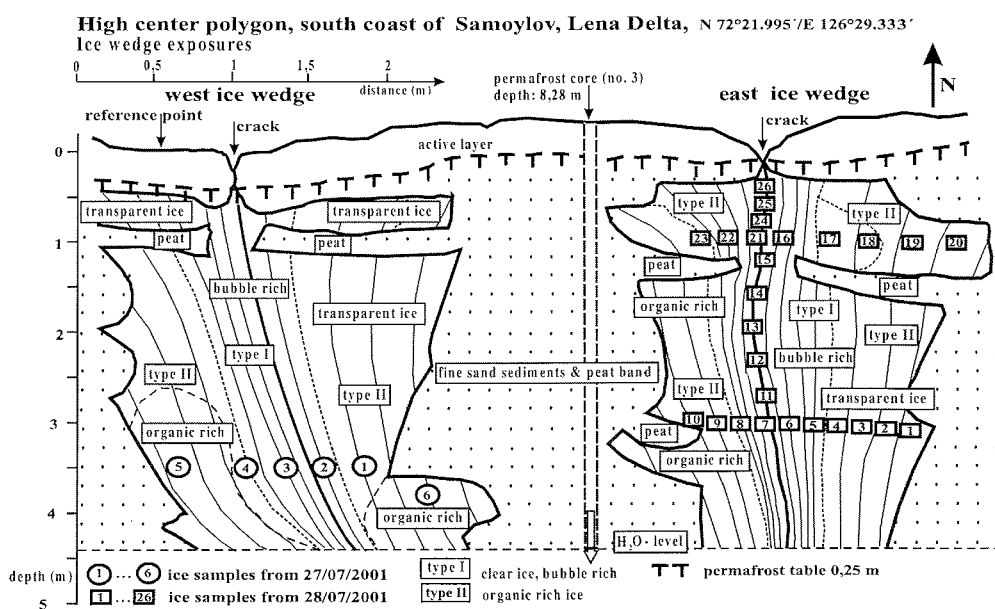 High center polygon, south coast of Samoylov, Lena Delta, N 72°21.995´/E 126°29.333´
Ice wedge exposures
0 0,5 1 1,5 2
distance (m)
N
west ice wedge
permafrost core (no. 3)
depth: 8,28 m
east ice wedge
reference point
crack
crack
active layer
0
1
2
3
4
5
depth (m)
transparent ice
transparent ice
peat
peat
bubble rich
transparent ice
type I
type II
type II
organic rich
5 4 3 2 1
6
organic rich
fine sand sediments & peat band
H₂O - level
26
25
24
type II
type II
23 22 21 16 17 18 19 20
15
peat
peat
organic rich
14
type I
13
type II
12
bubble rich
type II
11
transparent ice
10 9 8 7 6 5 4 3 2 1
peat
organic rich
1 ... 6 ice samples from 27/07/2001
1 ... 26 ice samples from 28/07/2001
type I clear ice, bubble rich
type II organic rich ice
permafrost table 0,25 m